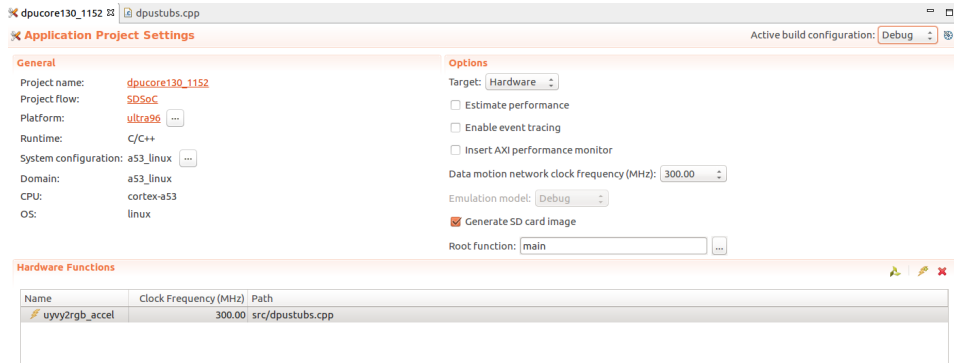 dpucore130_1152
dpustubs.cpp
Application Project Settings
Active build configuration: Debug
General
Project name: dpucore130_1152
Project flow: SDSoC
Platform: ultra96 ...
Runtime: C/C++
System configuration: a53_linux ...
Domain: a53_linux
CPU: cortex-a53
OS: linux
Options
Target: Hardware
Estimate performance
Enable event tracing
Insert AXI performance monitor
Data motion network clock frequency (MHz): 300.00
Emulation model: Debug
Generate SD card image
Root function: main ...
Hardware Functions
Name Clock Frequency (MHz) Path
uyvy2rgb_accel 300.00 src/dpustubs.cpp